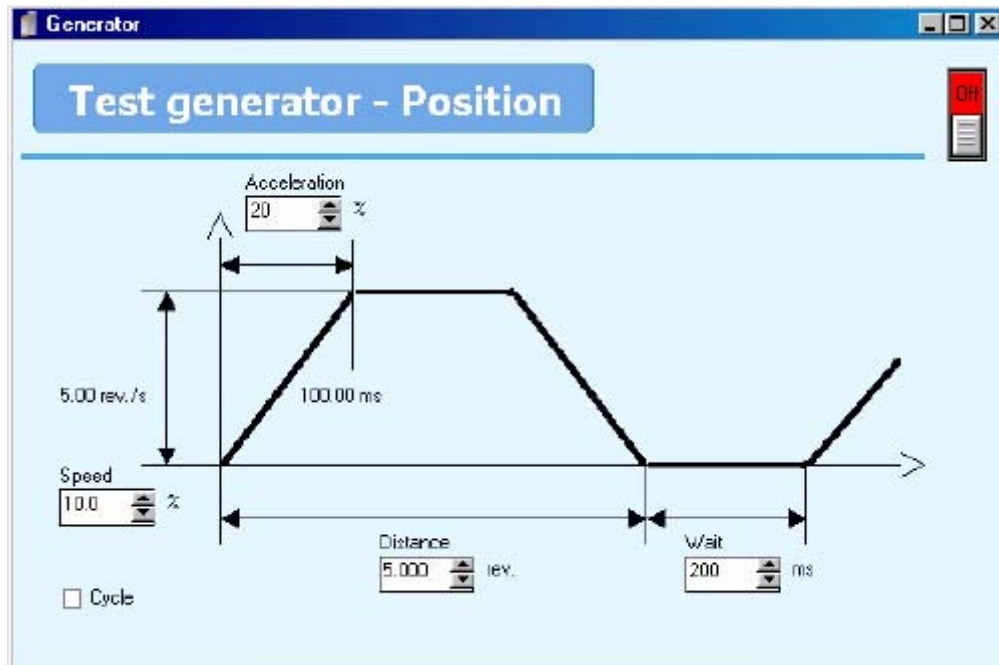 Generator
Test generator - Position
Off
Acceleration
20 %
5.00 rev./s
100.00 ms
Speed
10.0 %
Distance
5.000 rev.
Wait
200 ms
Cycle